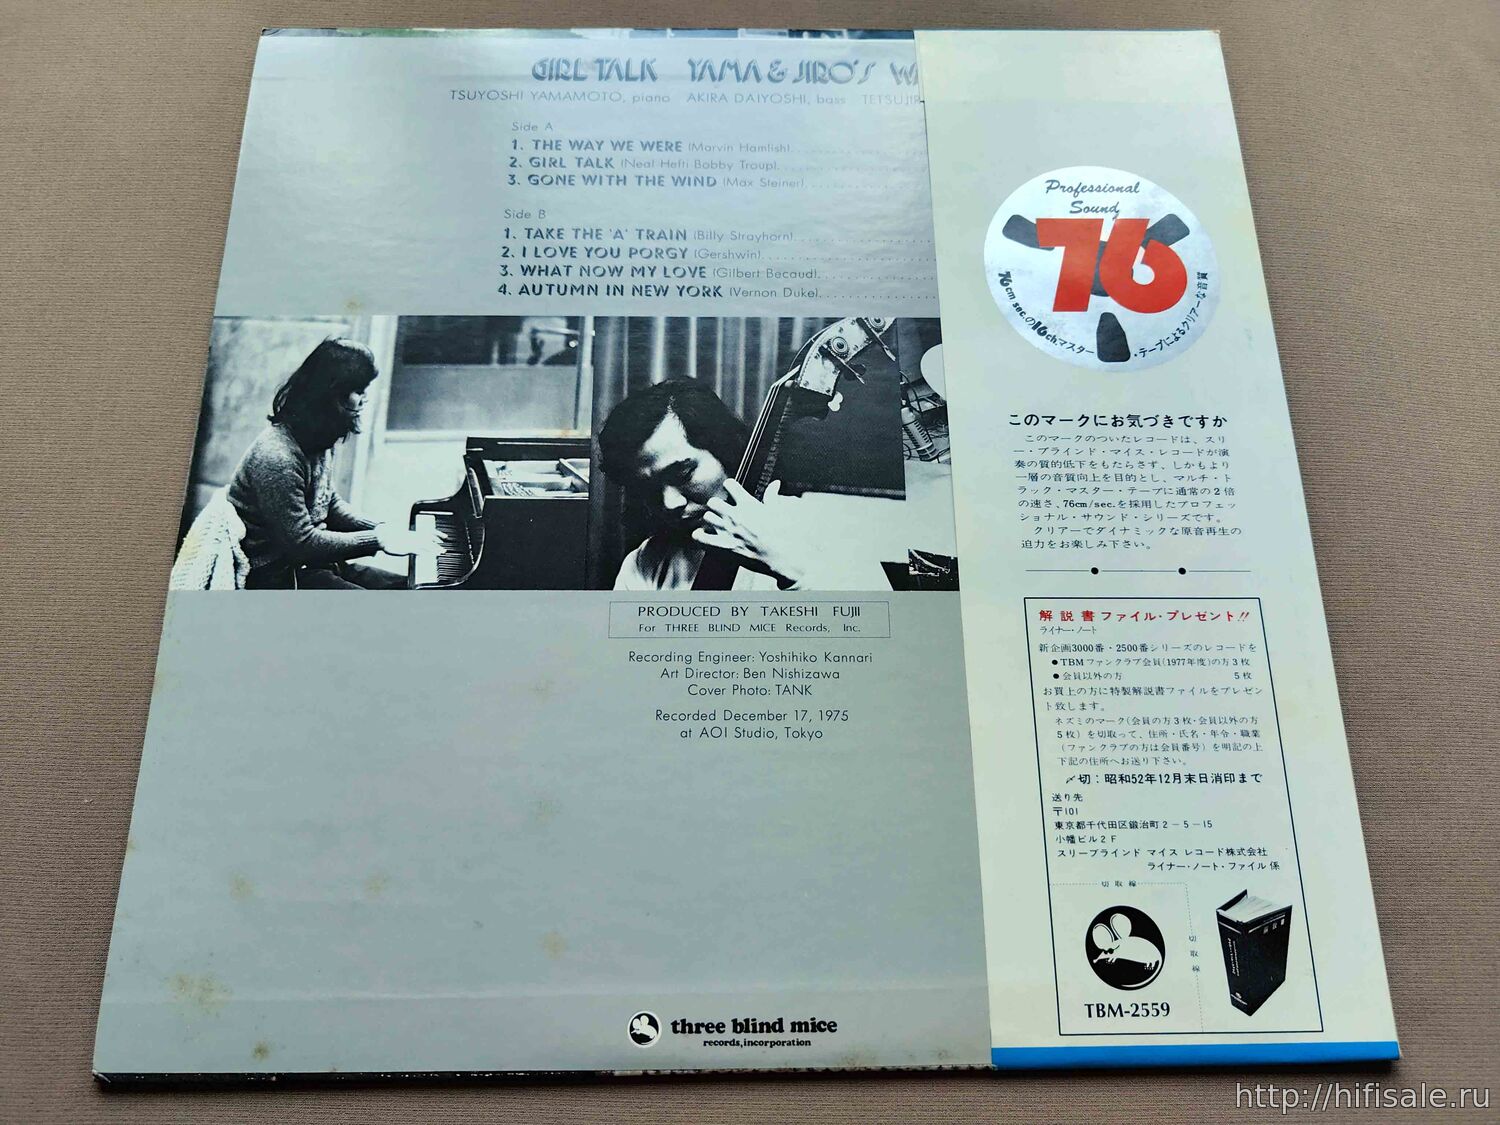 GIRL TALK YAMA & JIRO'S
TSUYOSHI YAMAMOTO, piano AKIRA DAIYOSHI, bass
Side A
1. THE WAY WE WERE (Marvin Hamlish)
2. GIRL TALK (Neal Hefti Bobby Troup)
3. GONE WITH THE WIND (Max Steiner)
Side B
1. TAKE THE 'A' TRAIN (Billy Strayhorn)
2. I LOVE YOU PORGY (Gershwin)
3. WHAT NOW MY LOVE (Gilbert Becaud)
4. AUTUMN IN NEW YORK (Vernon Duke)
PRODUCED BY TAKESHI FUJII
For THREE BLIND MICE Records, Inc.
Recording Engineer: Yoshihiko Kannari
Art Director: Ben Nishizawa
Cover Photo: TANK
Recorded December 17, 1975
at AOI Studio, Tokyo
three blind mice
records, incorporation
Professional
Sound
76
76cm sec.の16ch.マスター・テープによるクリアーな音質
このマークにお気づきですか
このマークのついたレコードは、スリ
ー・ブラインド・マイス・レコードが演
奏の質的低下をもたらさず、しかもより
一層の音質向上を目的とし、マルチ・ト
ラック・マスター・テープに通常の2倍
の速さ、76cm/sec.を採用したプロフェッ
ショナル・サウンド・シリーズです。
クリアーでダイナミックな原音再生の
迫力をお楽しみ下さい。
解説書ファイル・プレゼント!!
ライナー・ノート
新企画3000番・2500番シリーズのレコードを
●TBMファンクラブ会員(1977年度)の方3枚
●会員以外の方 5枚
お買上の方に特製解説書ファイルをプレゼン
ト致します。
ネズミのマーク(会員の方3枚・会員以外の方
5枚)を切取って、住所・氏名・年令・職業
(ファンクラブの方は会員番号)を明記の上
下記の住所へお送り下さい。
〆切:昭和52年12月末日消印まで
送り先
〒101
東京都千代田区鍛治町2-5-15
小幡ビル2F
スリーブラインド マイス レコード株式会社
ライナー・ノート・ファイル係
切取線
切取線
TBM-2559
http://hifisale.ru